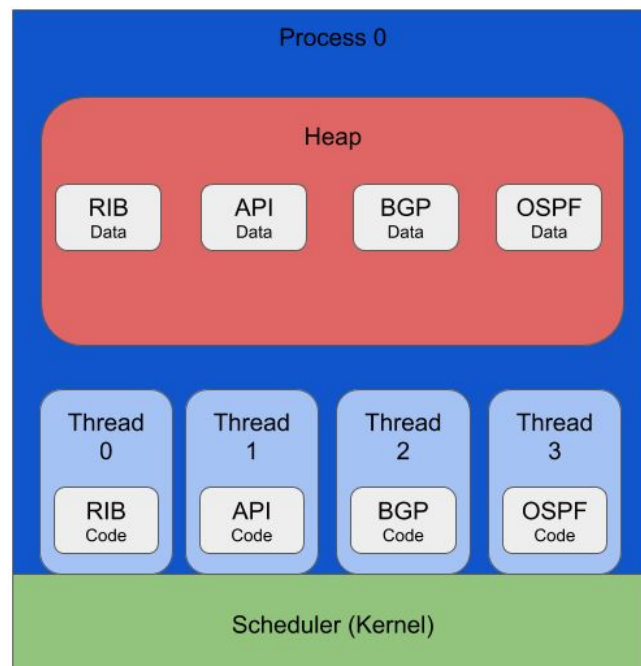 Process 0
Heap
RIB
Data
API
Data
BGP
Data
OSPF
Data
Thread
0
RIB
Code
Thread
1
API
Code
Thread
2
BGP
Code
Thread
3
OSPF
Code
Scheduler (Kernel)